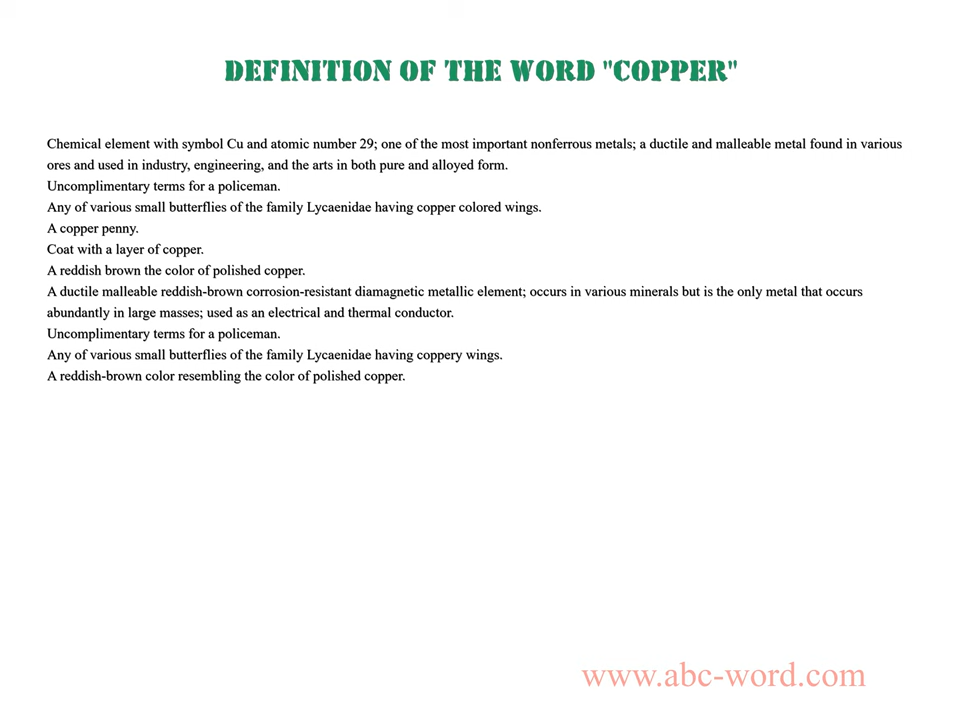 DEFINITION OF THE WORD "COPPER"
Chemical element with symbol Cu and atomic number 29; one of the most important nonferrous metals; a ductile and malleable metal found in various
ores and used in industry, engineering, and the arts in both pure and alloyed form.
Uncomplimentary terms for a policeman.
Any of various small butterflies of the family Lycaenidae having copper colored wings.
A copper penny.
Coat with a layer of copper.
A reddish brown the color of polished copper.
A ductile malleable reddish-brown corrosion-resistant diamagnetic metallic element; occurs in various minerals but is the only metal that occurs
abundantly in large masses; used as an electrical and thermal conductor.
Uncomplimentary terms for a policeman.
Any of various small butterflies of the family Lycaenidae having coppery wings.
A reddish-brown color resembling the color of polished copper.
www.abc-word.com